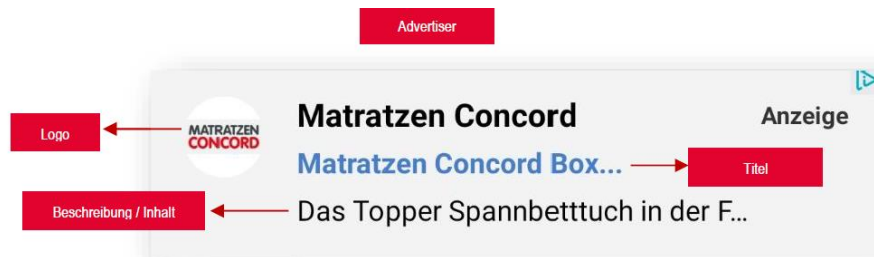 Advertiser
Matratzen Concord
Anzeige
Logo
MATRATZEN
CONCORD
Matratzen Concord Box...
Titel
Beschreibung / Inhalt
Das Topper Spannbetttuch in der F...